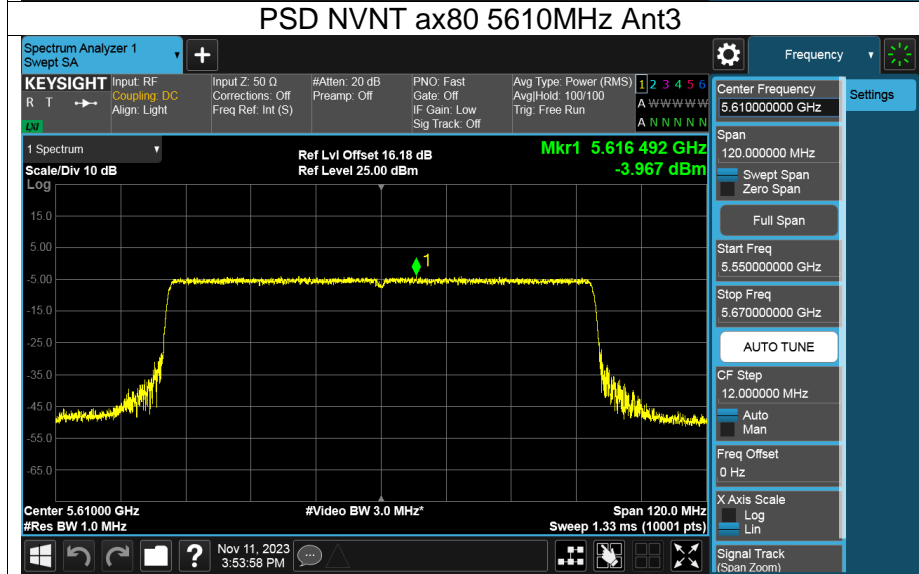 PSD NVNT ax80 5610MHz Ant3
Spectrum Analyzer 1
Swept SA
+
Frequency
KEYSIGHT
R T
LXI
Input: RF
Coupling: DC
Align: Light
Input Z: 50 Ω
Corrections: Off
Freq Ref: Int (S)
#Atten: 20 dB
Preamp: Off
PNO: Fast
Gate: Off
IF Gain: Low
Sig Track: Off
Avg Type: Power (RMS)
Avg|Hold: 100/100
Trig: Free Run
1 2 3 4 5 6
A W W W W W
A N N N N N
1 Spectrum
Scale/Div 10 dB
Log
Ref Lvl Offset 16.18 dB
Ref Level 25.00 dBm
Mkr1 5.616 492 GHz
-3.967 dBm
15.0
5.00
-5.00
-15.0
-25.0
-35.0
-45.0
-55.0
-65.0
1
Center 5.61000 GHz
#Res BW 1.0 MHz
#Video BW 3.0 MHz*
Span 120.0 MHz
Sweep 1.33 ms (10001 pts)
?
Nov 11, 2023
3:53:58 PM
Center Frequency
5.610000000 GHz
Settings
Span
120.000000 MHz
Swept Span
Zero Span
Full Span
Start Freq
5.550000000 GHz
Stop Freq
5.670000000 GHz
AUTO TUNE
CF Step
12.000000 MHz
Auto
Man
Freq Offset
0 Hz
X Axis Scale
Log
Lin
Signal Track
(Span Zoom)